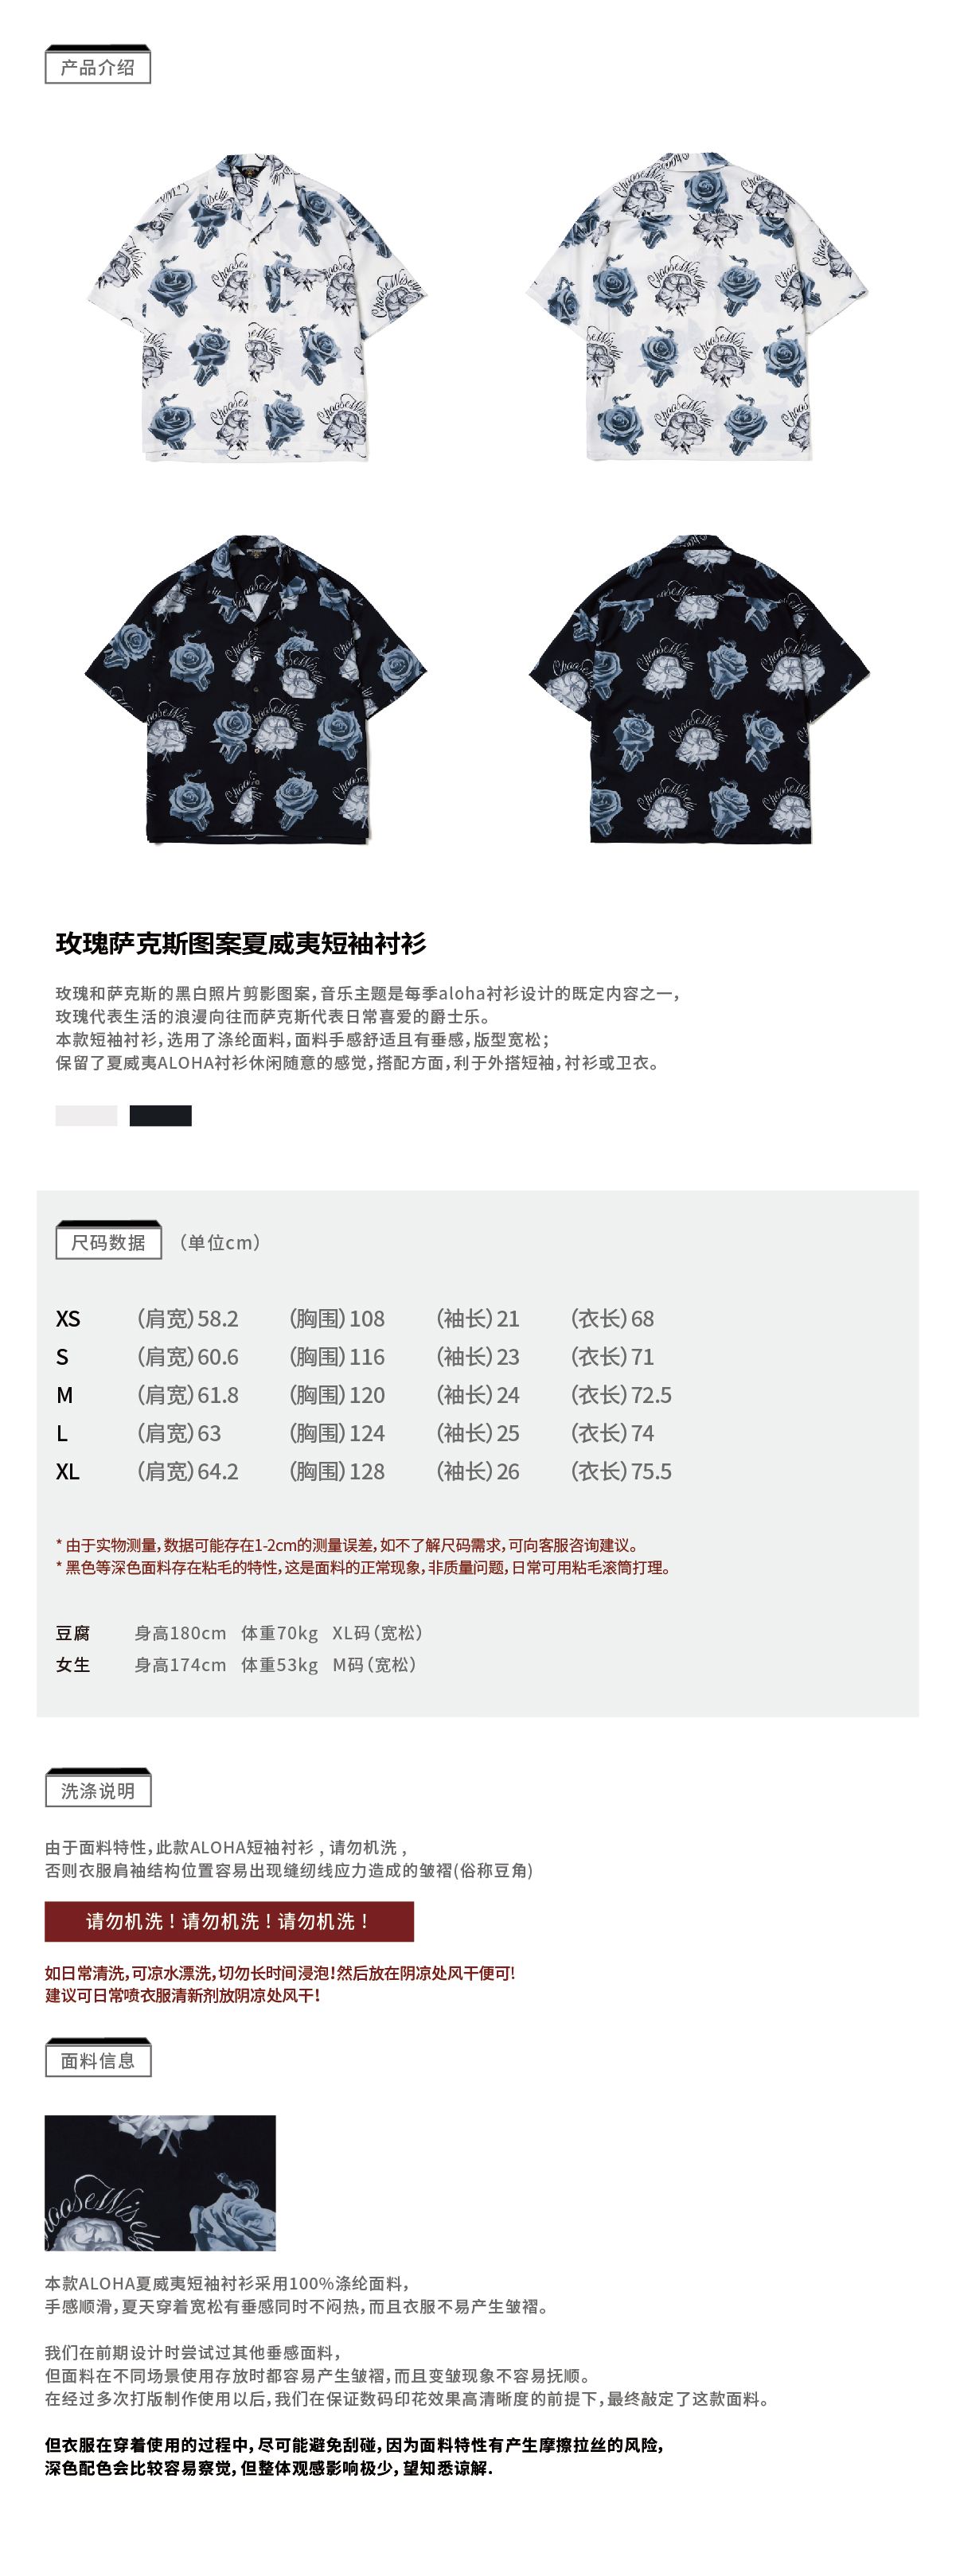 产品介绍
玫瑰萨克斯图案夏威夷短袖衬衫
玫瑰和萨克斯的黑白照片剪影图案,音乐主题是每季aloha衬衫设计的既定内容之一,
玫瑰代表生活的浪漫向往而萨克斯代表日常喜爱的爵士乐。
本款短袖衬衫,选用了涤纶面料,面料手感舒适且有垂感,版型宽松;
保留了夏威夷ALOHA衬衫休闲随意的感觉,搭配方面,利于外搭短袖,衬衫或卫衣。
尺码数据 (单位cm)
XS (肩宽)58.2 (胸围)108 (袖长)21 (衣长)68
S (肩宽)60.6 (胸围)116 (袖长)23 (衣长)71
M (肩宽)61.8 (胸围)120 (袖长)24 (衣长)72.5
L (肩宽)63 (胸围)124 (袖长)25 (衣长)74
XL (肩宽)64.2 (胸围)128 (袖长)26 (衣长)75.5
* 由于实物测量,数据可能存在1-2cm的测量误差,如不了解尺码需求,可向客服咨询建议。
* 黑色等深色面料存在粘毛的特性,这是面料的正常现象,非质量问题,日常可用粘毛滚筒打理。
豆腐 身高180cm 体重70kg XL码(宽松)
女生 身高174cm 体重53kg M码(宽松)
洗涤说明
由于面料特性,此款ALOHA短袖衬衫 , 请勿机洗 ,
否则衣服肩袖结构位置容易出现缝纫线应力造成的皱褶(俗称豆角)
请勿机洗！请勿机洗！请勿机洗！
如日常清洗,可凉水漂洗,切勿长时间浸泡!然后放在阴凉处风干便可!
建议可日常喷衣服清新剂放阴凉处风干!
面料信息
hooseWisely
本款ALOHA夏威夷短袖衬衫采用100%涤纶面料,
手感顺滑,夏天穿着宽松有垂感同时不闷热,而且衣服不易产生皱褶。
我们在前期设计时尝试过其他垂感面料,
但面料在不同场景使用存放时都容易产生皱褶,而且变皱现象不容易抚顺。
在经过多次打版制作使用以后,我们在保证数码印花效果高清晰度的前提下,最终敲定了这款面料。
但衣服在穿着使用的过程中,尽可能避免刮碰,因为面料特性有产生摩擦拉丝的风险,
深色配色会比较容易察觉,但整体观感影响极少,望知悉谅解.